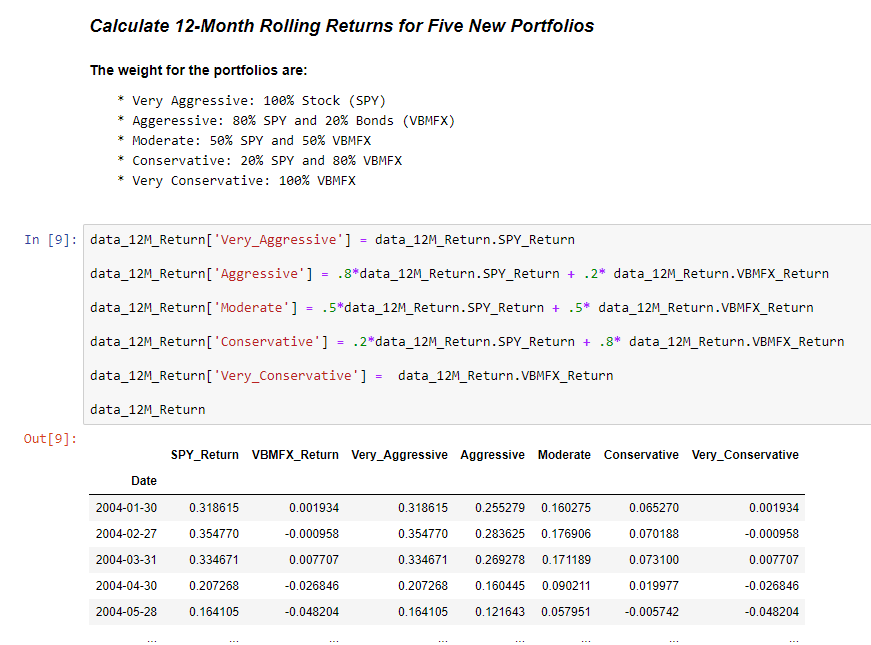 Calculate 12-Month Rolling Returns for Five New Portfolios
The weight for the portfolios are:
* Very Aggressive: 100% Stock (SPY)
* Aggeressive: 80% SPY and 20% Bonds (VBMFX)
* Moderate: 50% SPY and 50% VBMFX
* Conservative: 20% SPY and 80% VBMFX
* Very Conservative: 100% VBMFX
In [9]: data_12M_Return['Very_Aggressive'] = data_12M_Return.SPY_Return
data_12M_Return['Aggressive'] = .8*data_12M_Return.SPY_Return + .2* data_12M_Return.VBMFX_Return
data_12M_Return['Moderate'] = .5*data_12M_Return.SPY_Return + .5* data_12M_Return.VBMFX_Return
data_12M_Return['Conservative'] = .2*data_12M_Return.SPY_Return + .8* data_12M_Return.VBMFX_Return
data_12M_Return['Very_Conservative'] =  data_12M_Return.VBMFX_Return
data_12M_Return
Out[9]:
SPY_Return VBMFX_Return Very_Aggressive Aggressive Moderate Conservative Very_Conservative
Date
2004-01-30 0.318615 0.001934 0.318615 0.255279 0.160275 0.065270 0.001934
2004-02-27 0.354770 -0.000958 0.354770 0.283625 0.176906 0.070188 -0.000958
2004-03-31 0.334671 0.007707 0.334671 0.269278 0.171189 0.073100 0.007707
2004-04-30 0.207268 -0.026846 0.207268 0.160445 0.090211 0.019977 -0.026846
2004-05-28 0.164105 -0.048204 0.164105 0.121643 0.057951 -0.005742 -0.048204
... ... ... ... ... ... ... ...